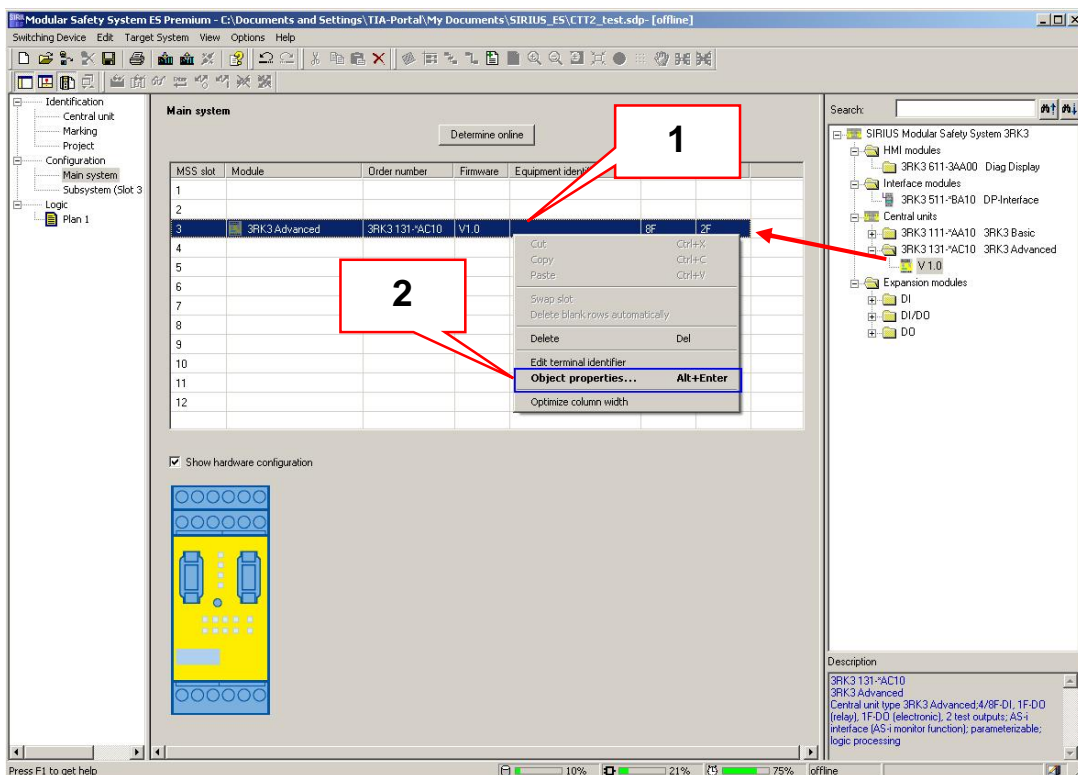 Modular Safety System ES Premium - C:\Documents and Settings\TIA-Portal\My Documents\SIRIUS_ES\CTT2_test.sdp- [offline]
Switching Device Edit Target System View Options Help
Identification
Central unit
Marking
Project
Configuration
Main system
Subsystem (Slot 3
Logic
Plan 1
Main system
Determine online
1
MSS slot Module Order number Firmware Equipment identif
1
2
3 3RK3 Advanced 3RK3 131-*AC10 V1.0 8F 2F
4
5
6
7
8
9
10
11
12
2
Cut Ctrl+X
Copy Ctrl+C
Paste Ctrl+V
Swap slot
Delete blank rows automatically
Delete Del
Edit terminal identifier
Object properties... Alt+Enter
Optimize column width
Show hardware configuration
Search:
SIRIUS Modular Safety System 3RK3
HMI modules
3RK3 611-3AA00 Diag Display
Interface modules
3RK3 511-*BA10 DP-Interface
Central units
3RK3 111-*AA10 3RK3 Basic
3RK3 131-*AC10 3RK3 Advanced
V 1.0
Expansion modules
DI
DI/DO
DO
Description
3RK3 131-*AC10
3RK3 Advanced
Central unit type 3RK3 Advanced;4/8F-DI, 1F-DO
(relay), 1F-DO (electronic), 2 test outputs; AS-i
interface (AS-i monitor function); parameterizable;
logic processing
Press F1 to get help
10% 21% 75% offline